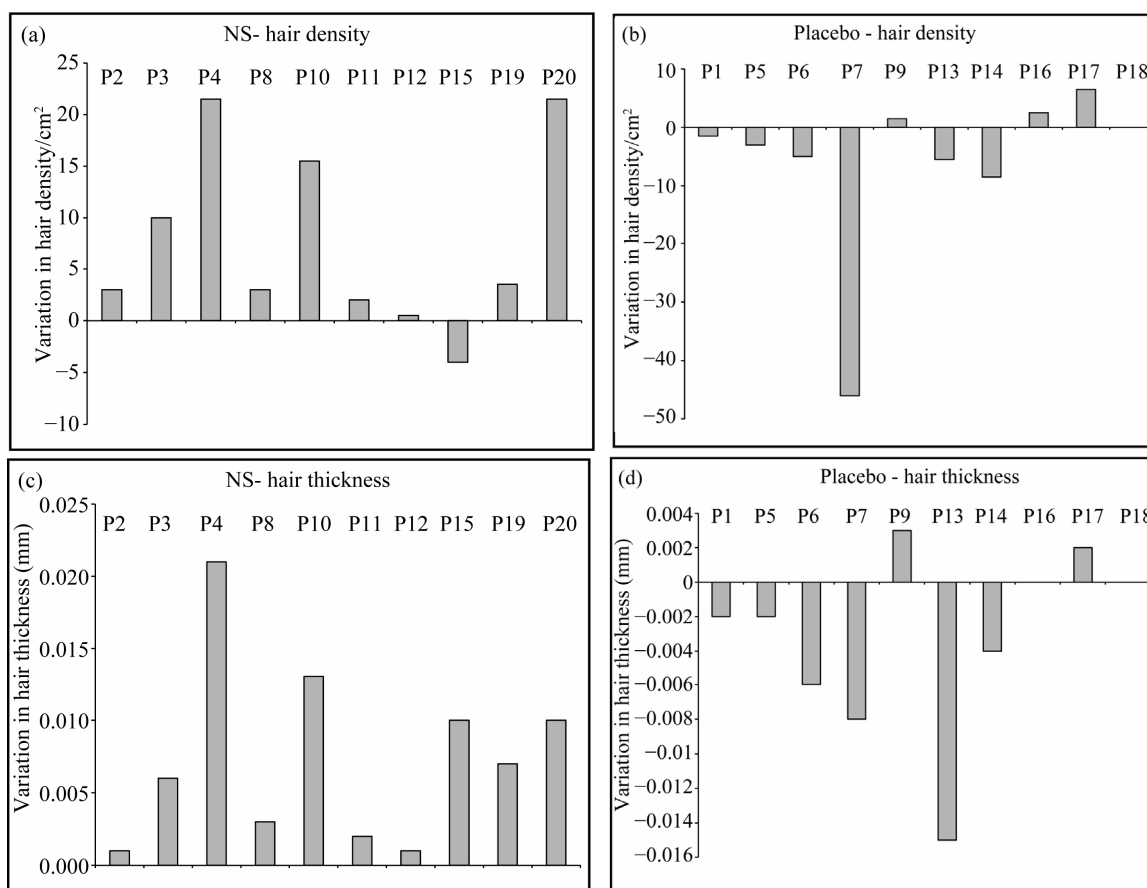 (a)
NS- hair density
Variation in hair density/cm²
25
20
15
10
5
0
−5
−10
P2 P3 P4 P8 P10 P11 P12 P15 P19 P20
(b)
Placebo - hair density
Variation in hair density/cm²
P1 P5 P6 P7 P9 P13 P14 P16 P17 P18
10
0
−10
−20
−30
−40
−50
(c)
NS- hair thickness
Variation in hair thickness (mm)
0.025
0.020
0.015
0.010
0.005
0.000
P2 P3 P4 P8 P10 P11 P12 P15 P19 P20
(d)
Placebo - hair thickness
Variation in hair thickness (mm)
0.004
0.002
0
−0.002
−0.004
−0.006
−0.008
−0.01
−0.012
−0.014
−0.016
P1 P5 P6 P7 P9 P13 P14 P16 P17 P18